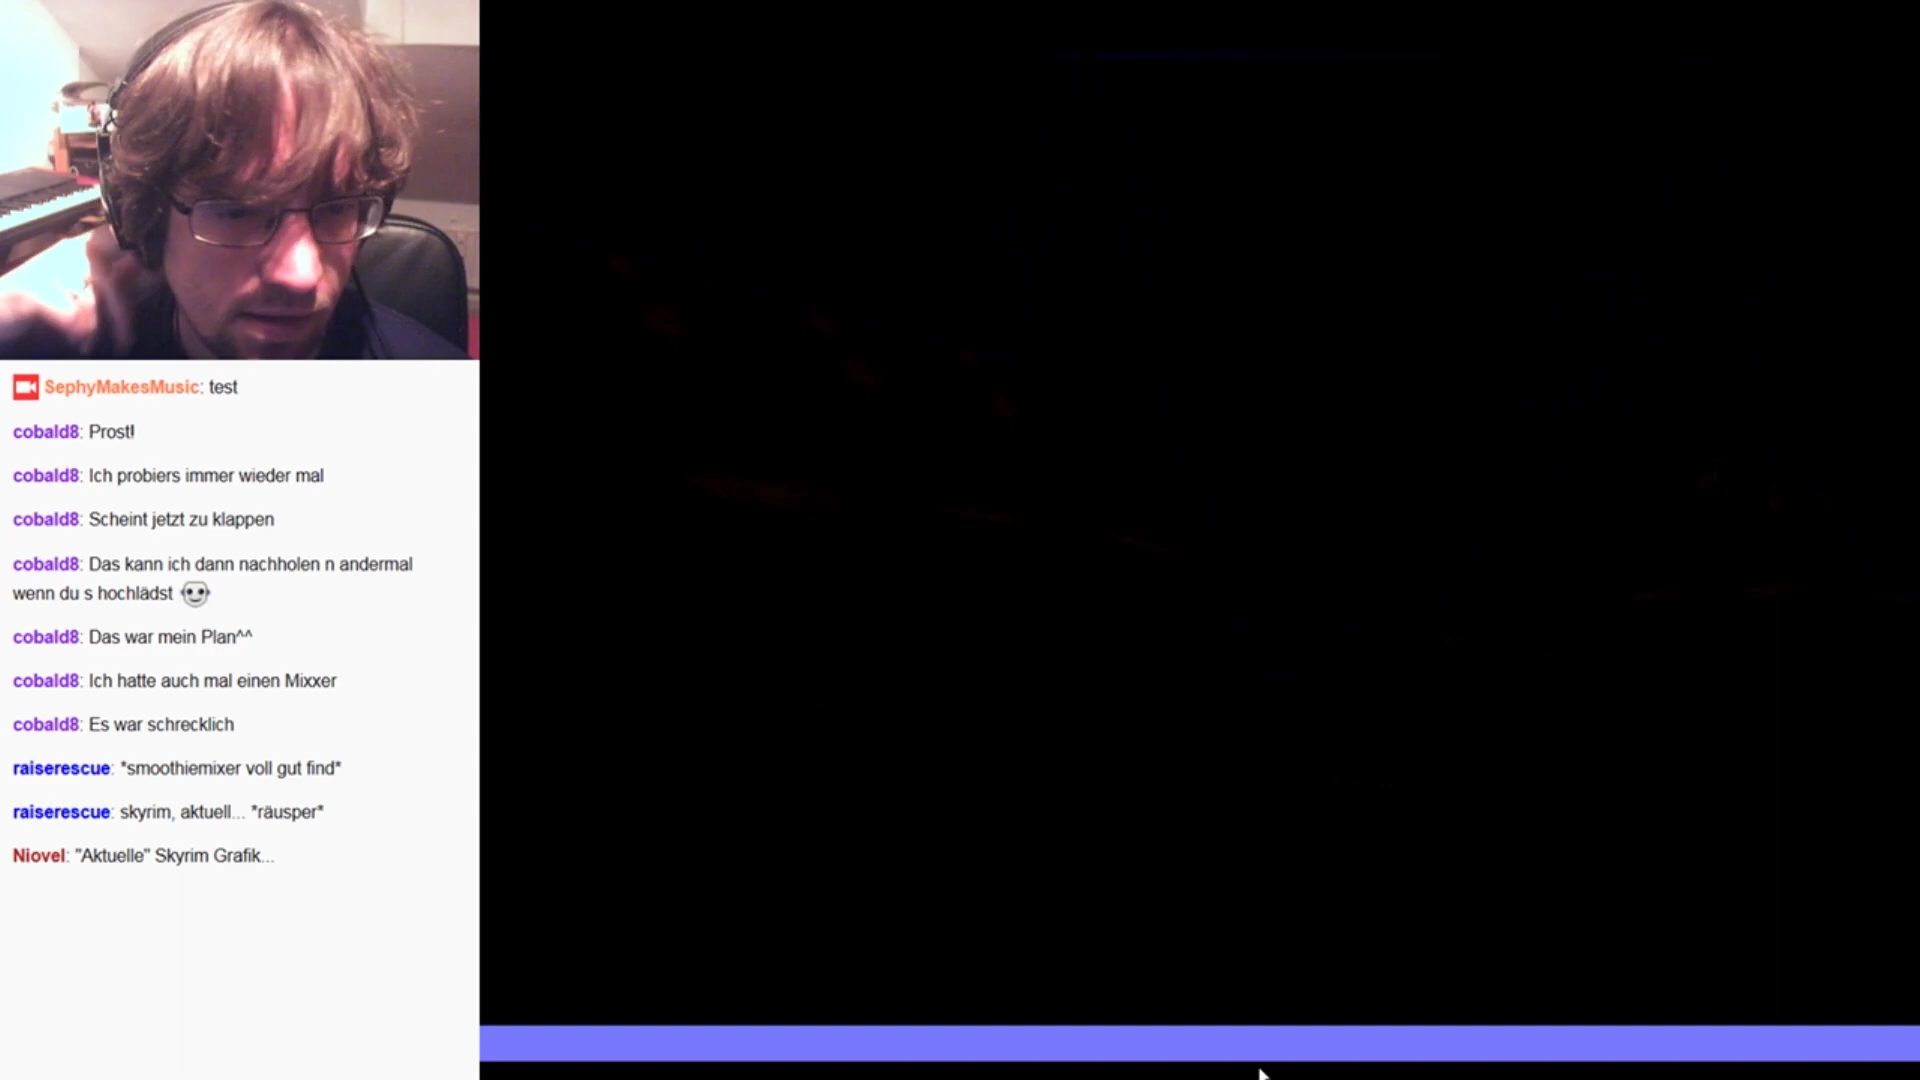 SephyMakesMusic: test
cobald8: Prost!
cobald8: Ich probiers immer wieder mal
cobald8: Scheint jetzt zu klappen
cobald8: Das kann ich dann nachholen n andermal
wenn du s hochlädst
cobald8: Das war mein Plan^^
cobald8: Ich hatte auch mal einen Mixxer
cobald8: Es war schrecklich
raiserescue: *smoothiemixer voll gut find*
raiserescue: skyrim, aktuell... *räusper*
Niovel: "Aktuelle" Skyrim Grafik...